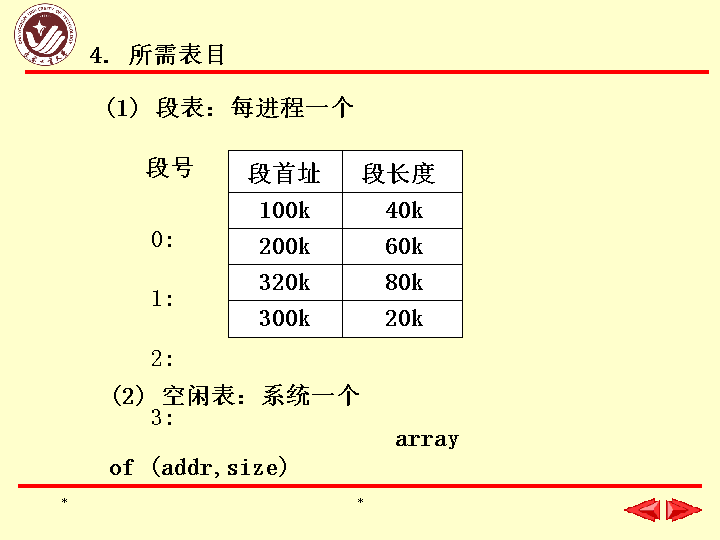 4. 所需表目
(1) 段表：每进程一个
段号 段首址 段长度
100k 40k
0:
200k 60k
320k 80k
1:
300k 20k
2:
(2) 空闲表：系统一个
3:
array
of (addr,size)
* *